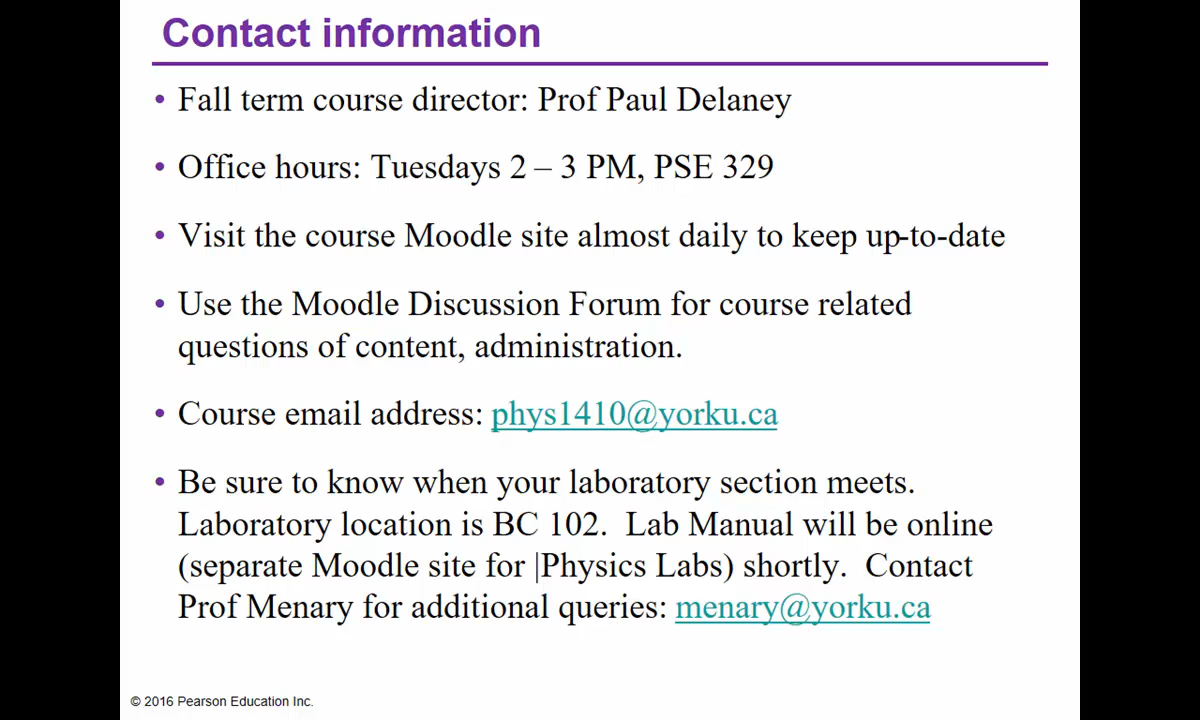 Contact information
• Fall term course director: Prof Paul Delaney
• Office hours: Tuesdays 2 – 3 PM, PSE 329
• Visit the course Moodle site almost daily to keep up-to-date
• Use the Moodle Discussion Forum for course related
questions of content, administration.
• Course email address: phys1410@yorku.ca
• Be sure to know when your laboratory section meets.
Laboratory location is BC 102.  Lab Manual will be online
(separate Moodle site for |Physics Labs) shortly.  Contact
Prof Menary for additional queries: menary@yorku.ca
© 2016 Pearson Education Inc.